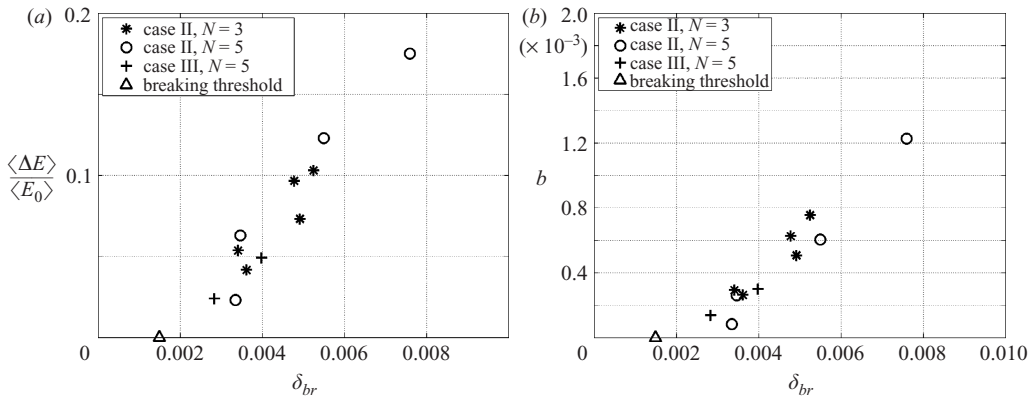 (a)
0.2
case II, N = 3
case II, N = 5
case III, N = 5
breaking threshold
⟨ΔE⟩
⟨E₀⟩
0.1
0
0.002
0.004
0.006
0.008
δ_br
(b)
2.0
(× 10⁻³)
1.6
1.2
b
0.8
0.4
case II, N = 3
case II, N = 5
case III, N = 5
breaking threshold
0
0.002
0.004
0.006
0.008
0.010
δ_br